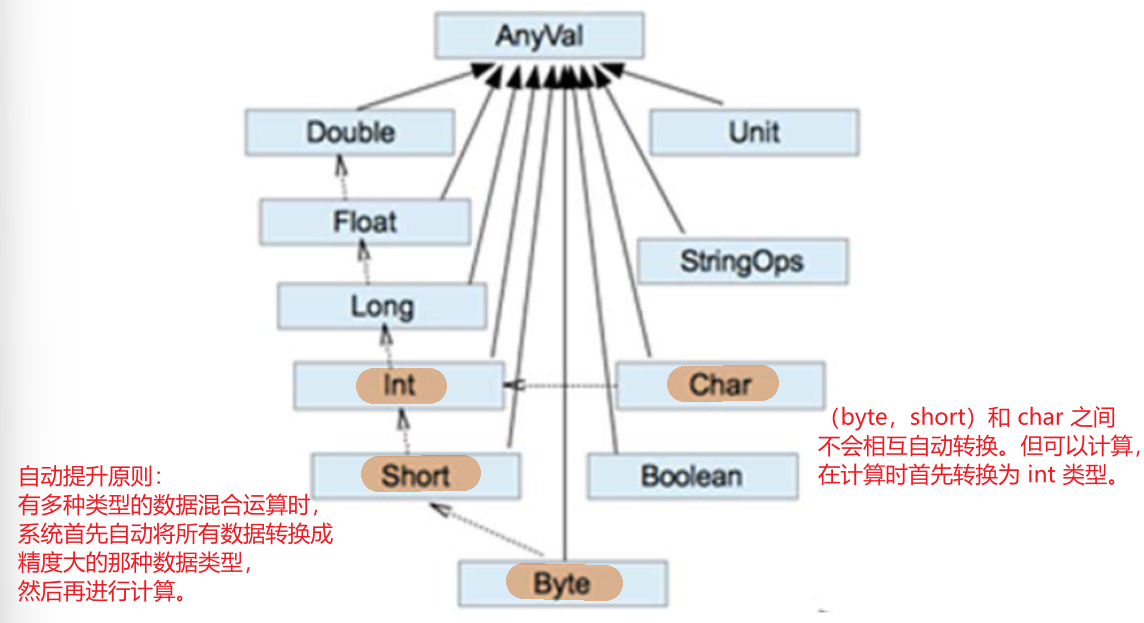 AnyVal
Double
Unit
Float
StringOps
Long
Int
Char
（byte，short）和 char 之间
不会相互自动转换。但可以计算，
在计算时首先转换为 int 类型。
Short
Boolean
自动提升原则：
有多种类型的数据混合运算时，
系统首先自动将所有数据转换成
精度大的那种数据类型，
然后再进行计算。
Byte